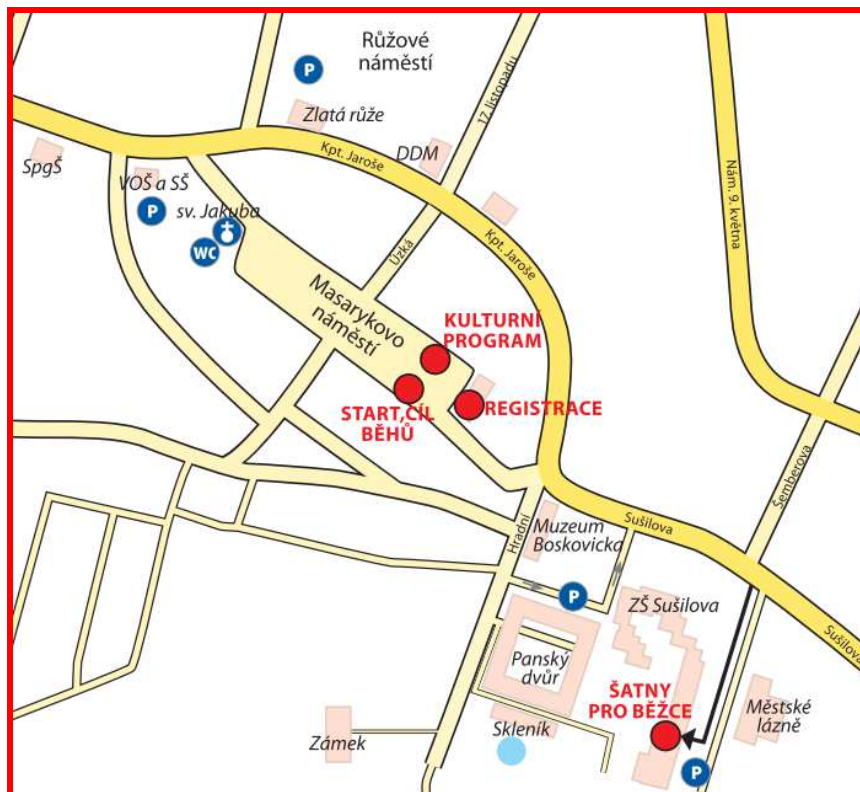 Růžové
náměstí
P
Zlatá růže
17. listopadu
DDM
Kpt. Jaroše
SpgŠ
VOŠ a SŠ
P
sv. Jakuba
WC
Úzká
Kpt. Jaroše
Nám. 9. května
Masarykovo
náměstí
KULTURNÍ
PROGRAM
START,CÍL
BĚHŮ
REGISTRACE
Šemberova
Hradní
Muzeum
Boskovicka
Sušilova
P
ZŠ Sušilova
Sušilova
Panský
dvůr
ŠATNY
PRO BĚŽCE
Městské
lázně
Zámek
Skleník
P